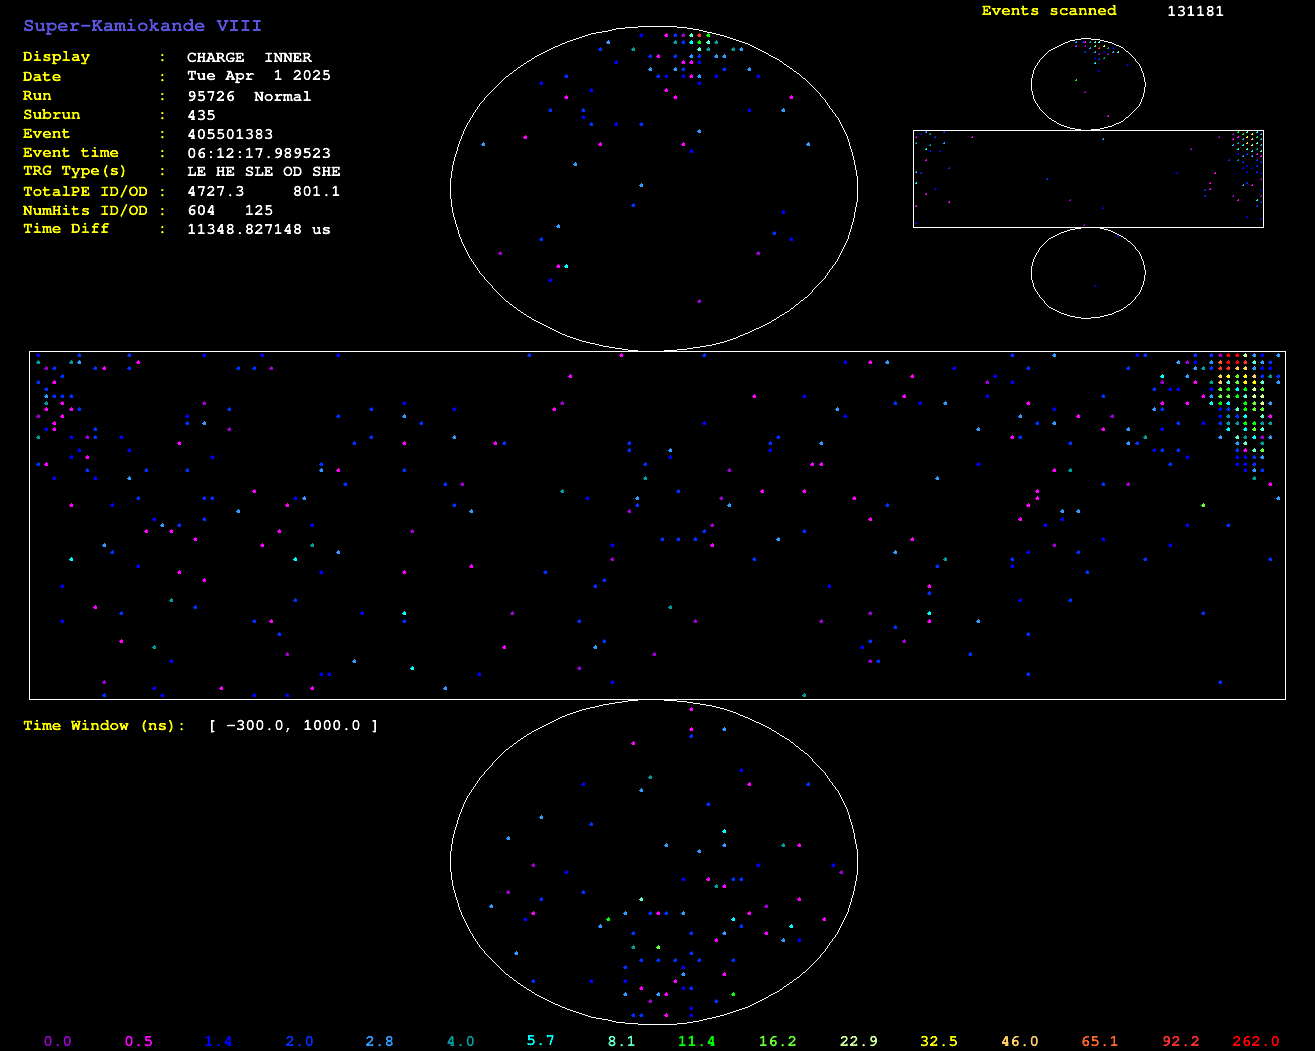 Super-Kamiokande VIII
Display : CHARGE INNER
Date : Tue Apr 1 2025
Run : 95726 Normal
Subrun : 435
Event : 405501383
Event time : 06:12:17.989523
TRG Type(s) : LE HE SLE OD SHE
TotalPE ID/OD : 4727.3 801.1
NumHits ID/OD : 604 125
Time Diff : 11348.827148 us
Events scanned 131181
Time Window (ns): [ -300.0, 1000.0 ]
0.0 0.5 1.4 2.0 2.8 4.0 5.7 8.1 11.4 16.2 22.9 32.5 46.0 65.1 92.2 262.0